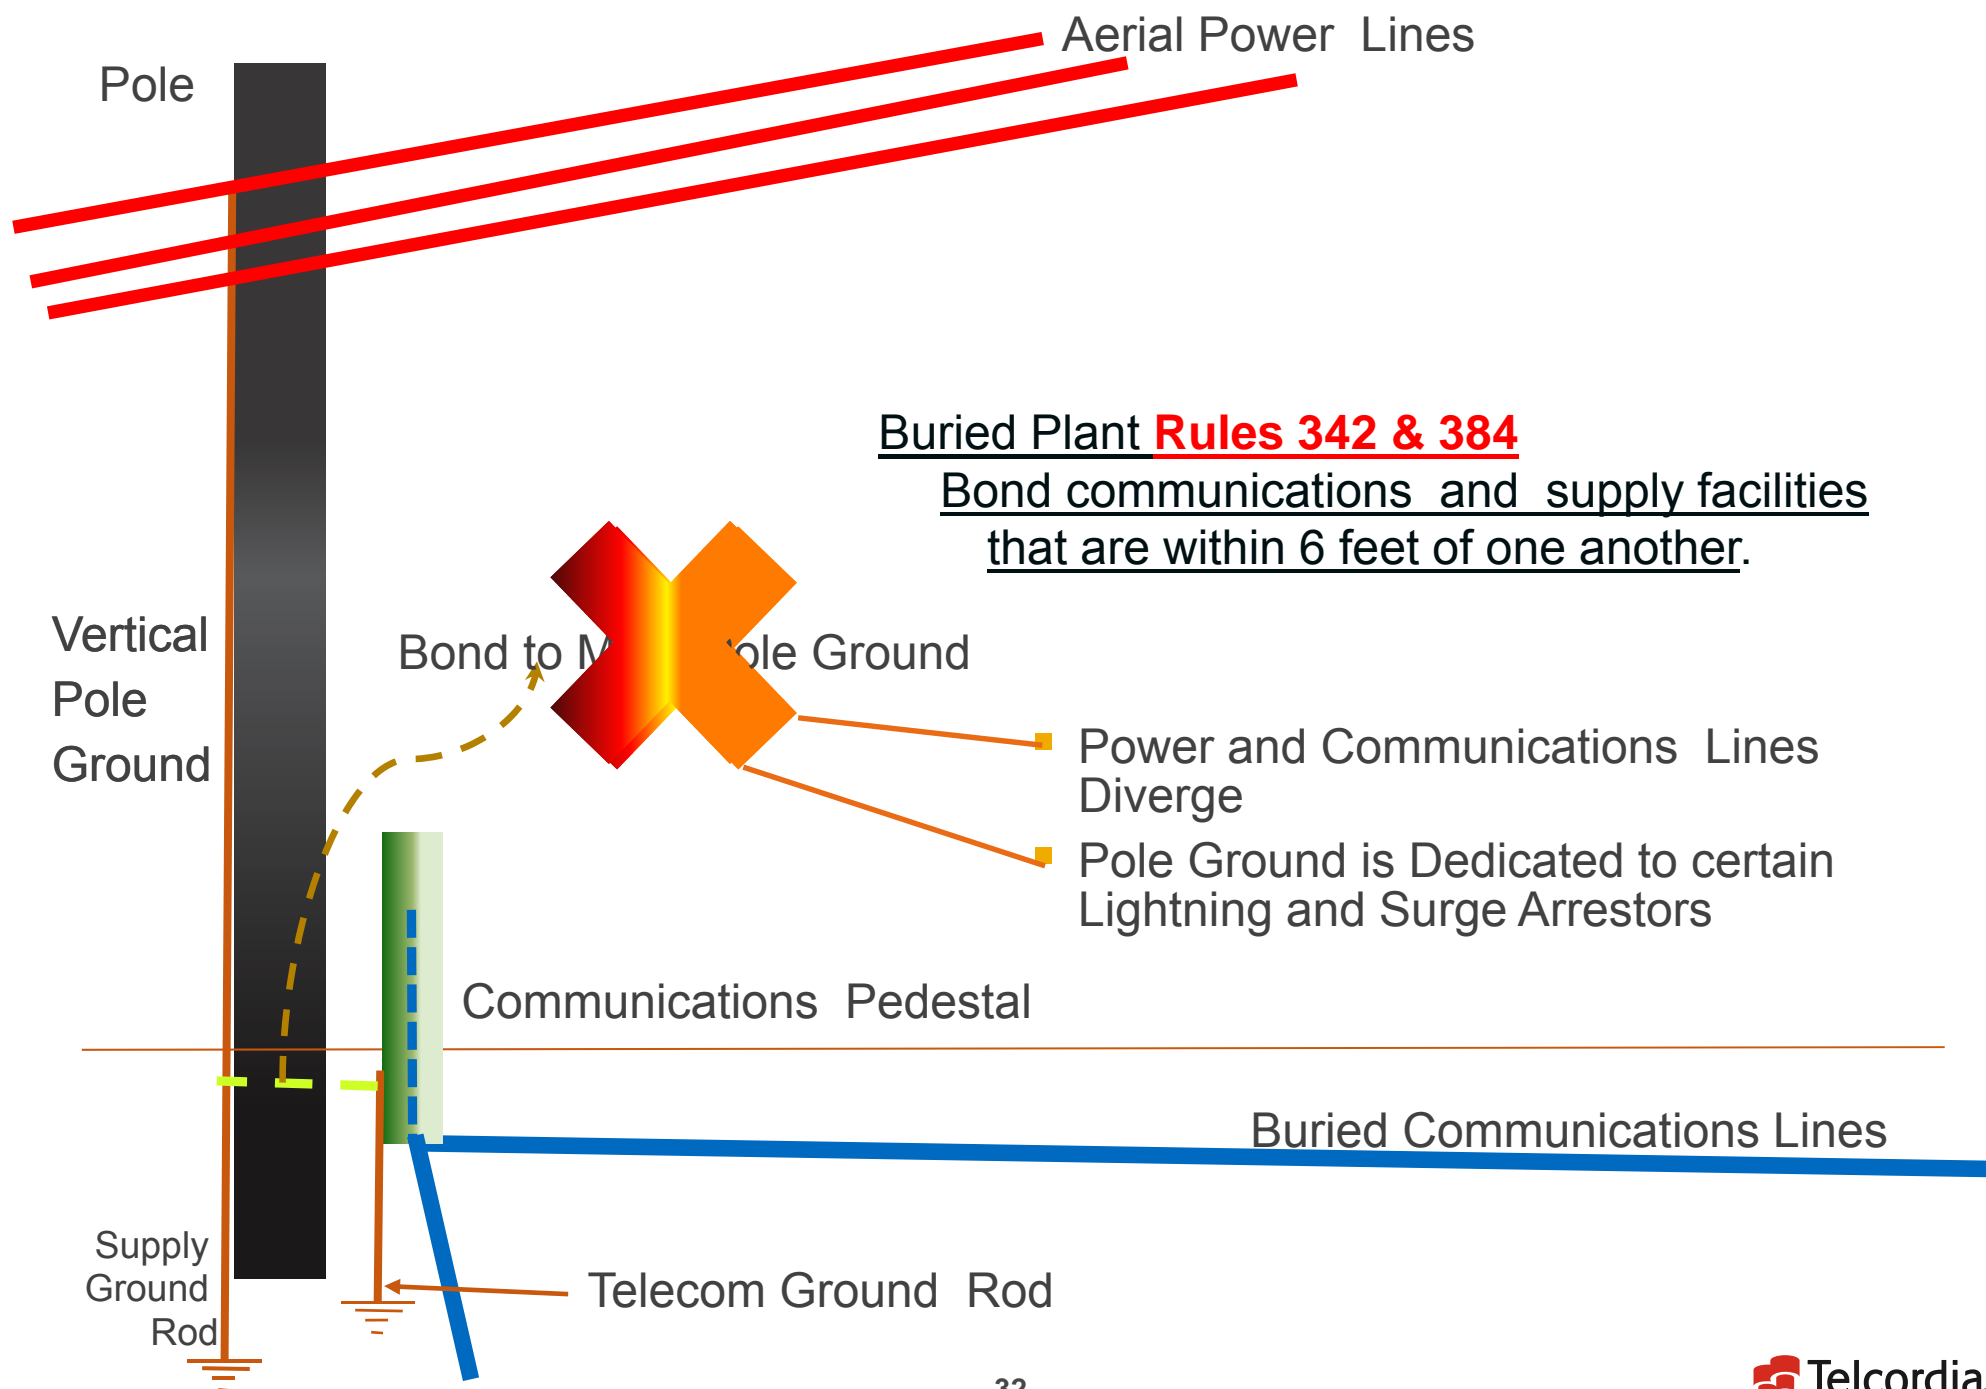 Aerial Power Lines
Pole
Buried Plant Rules 342 & 384
Bond communications and supply facilities
that are within 6 feet of one another.
Vertical
Pole
Ground
Bond to Ground
Power and Communications Lines
Diverge
Pole Ground is Dedicated to certain
Lightning and Surge Arrestors
Communications Pedestal
Buried Communications Lines
Supply
Ground
Rod
Telecom Ground Rod
32
Telcordia